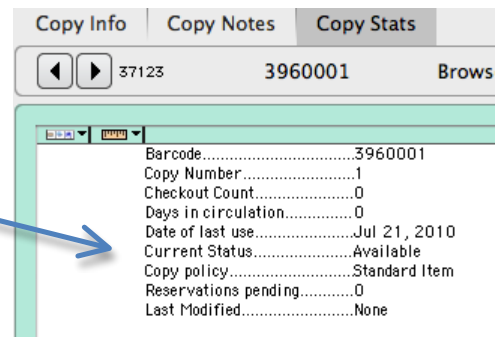 Copy Info Copy Notes Copy Stats
37123 3960001 Brows
Barcode..............................3960001
Copy Number......................1
Checkout Count...................0
Days in circulation..............0
Date of last use...................Jul 21, 2010
Current Status....................Available
Copy policy.........................Standard Item
Reservations pending...........0
Last Modified.......................None